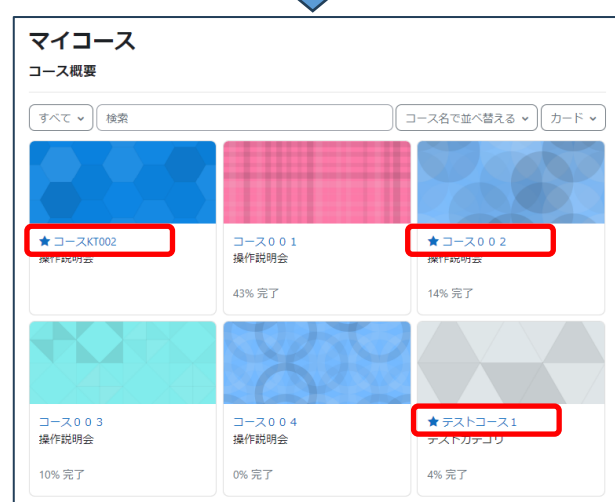 マイコース
コース概要
すべて 検索 コース名で並べ替える カード
★ コースKT002
操作説明会
コース００１
操作説明会
43% 完了
★ コース００２
操作説明会
14% 完了
コース００３
操作説明会
10% 完了
コース００４
操作説明会
0% 完了
★ テストコース１
テストカテゴリ
4% 完了